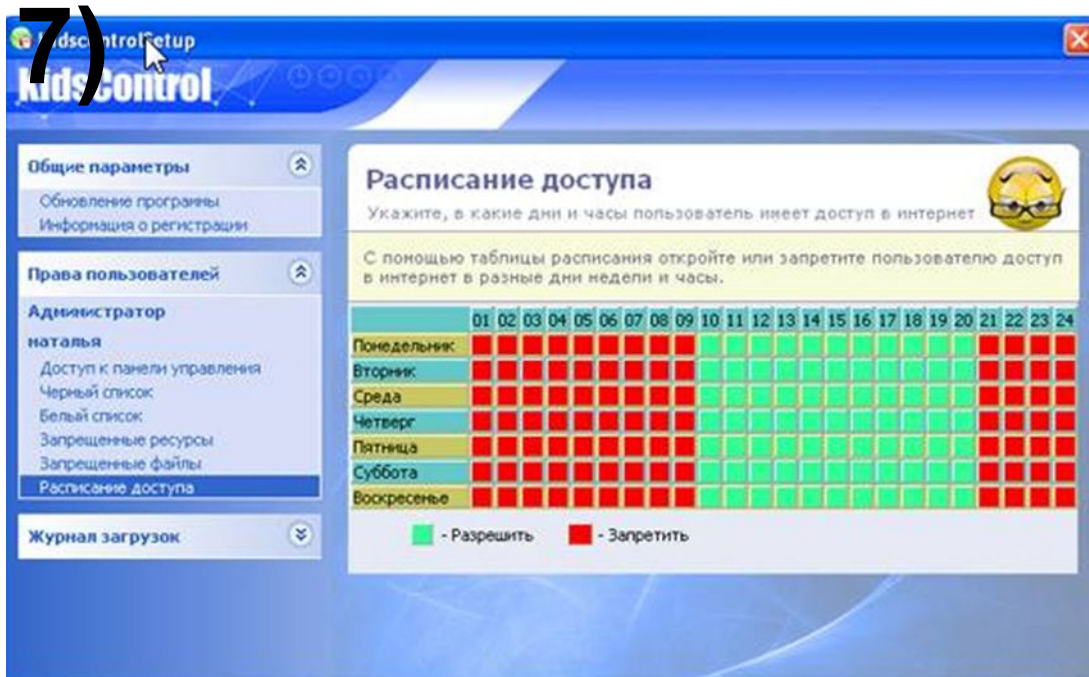 7)
KidscontrolSetup
KidsControl
Общие параметры
Обновление программы
Информация о регистрации
Права пользователей
Администратор
наталья
Доступ к панели управления
Черный список
Белый список
Запрещенные ресурсы
Запрещенные файлы
Расписание доступа
Журнал загрузок
Расписание доступа
Укажите, в какие дни и часы пользователь имеет доступ в интернет
С помощью таблицы расписания откройте или запретите пользователю доступ
в интернет в разные дни недели и часы.
01 02 03 04 05 06 07 08 09 10 11 12 13 14 15 16 17 18 19 20 21 22 23 24
Понедельник
Вторник
Среда
Четверг
Пятница
Суббота
Воскресенье
- Разрешить - Запретить